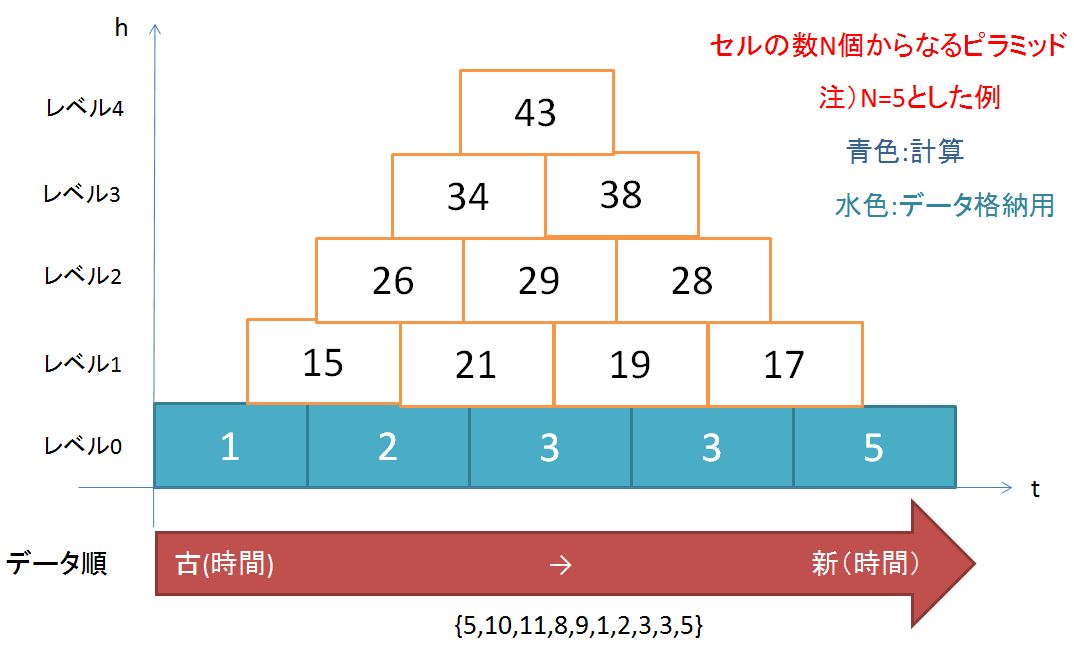 h
セルの数N個からなるピラミッド
注）N=5とした例
青色:計算
水色:データ格納用
レベル4
43
レベル3
34 38
レベル2
26 29 28
レベル1
15 21 19 17
レベル0
1 2 3 3 5
t
データ順
古(時間) → 新（時間）
{5,10,11,8,9,1,2,3,3,5}